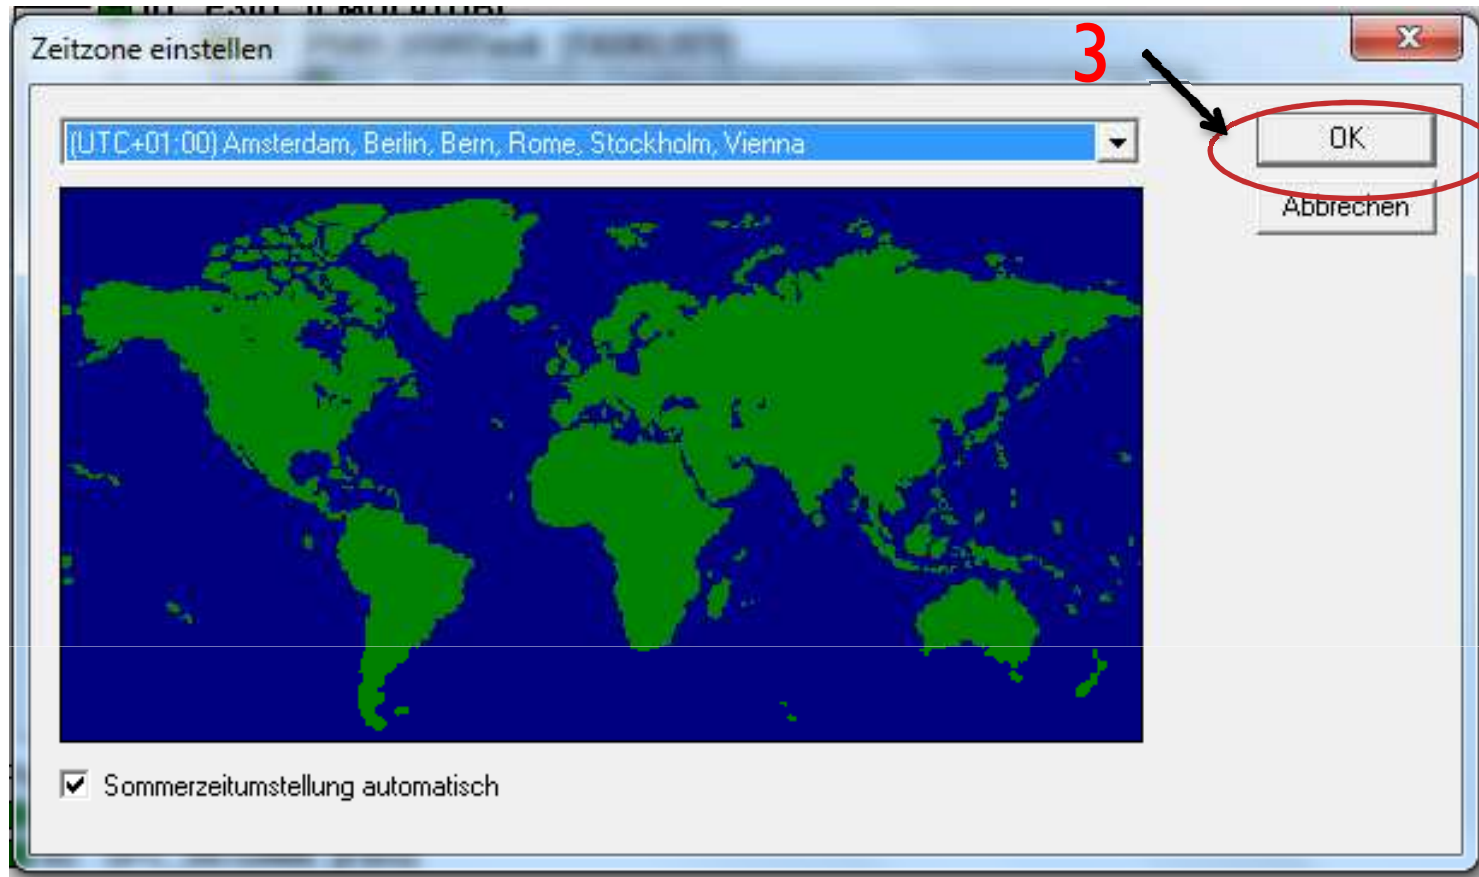 Zeitzone einstellen
3
(UTC+01:00) Amsterdam, Berlin, Bern, Rome, Stockholm, Vienna
OK
Abbrechen
Sommerzeitumstellung automatisch